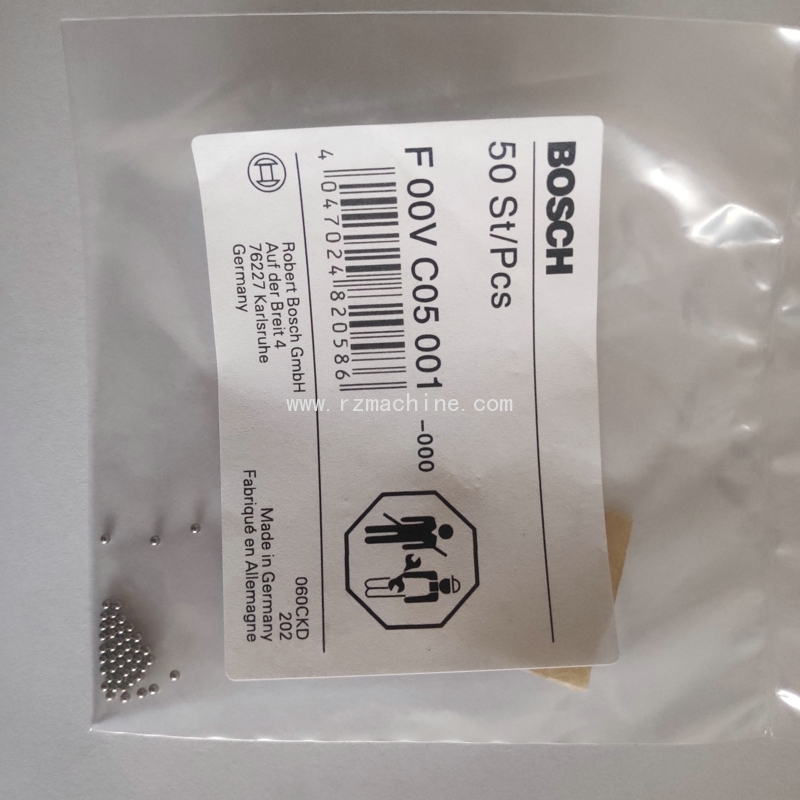 BOSCH
50 St/Pcs
F 00V C05 001 -000
4 047024 820586
Robert Bosch GmbH
Auf der Breit 4
76227 Karlsruhe
Germany
060CKD
202
Made in Germany
Fabriqué en Allemagne
www.rzmachine.com